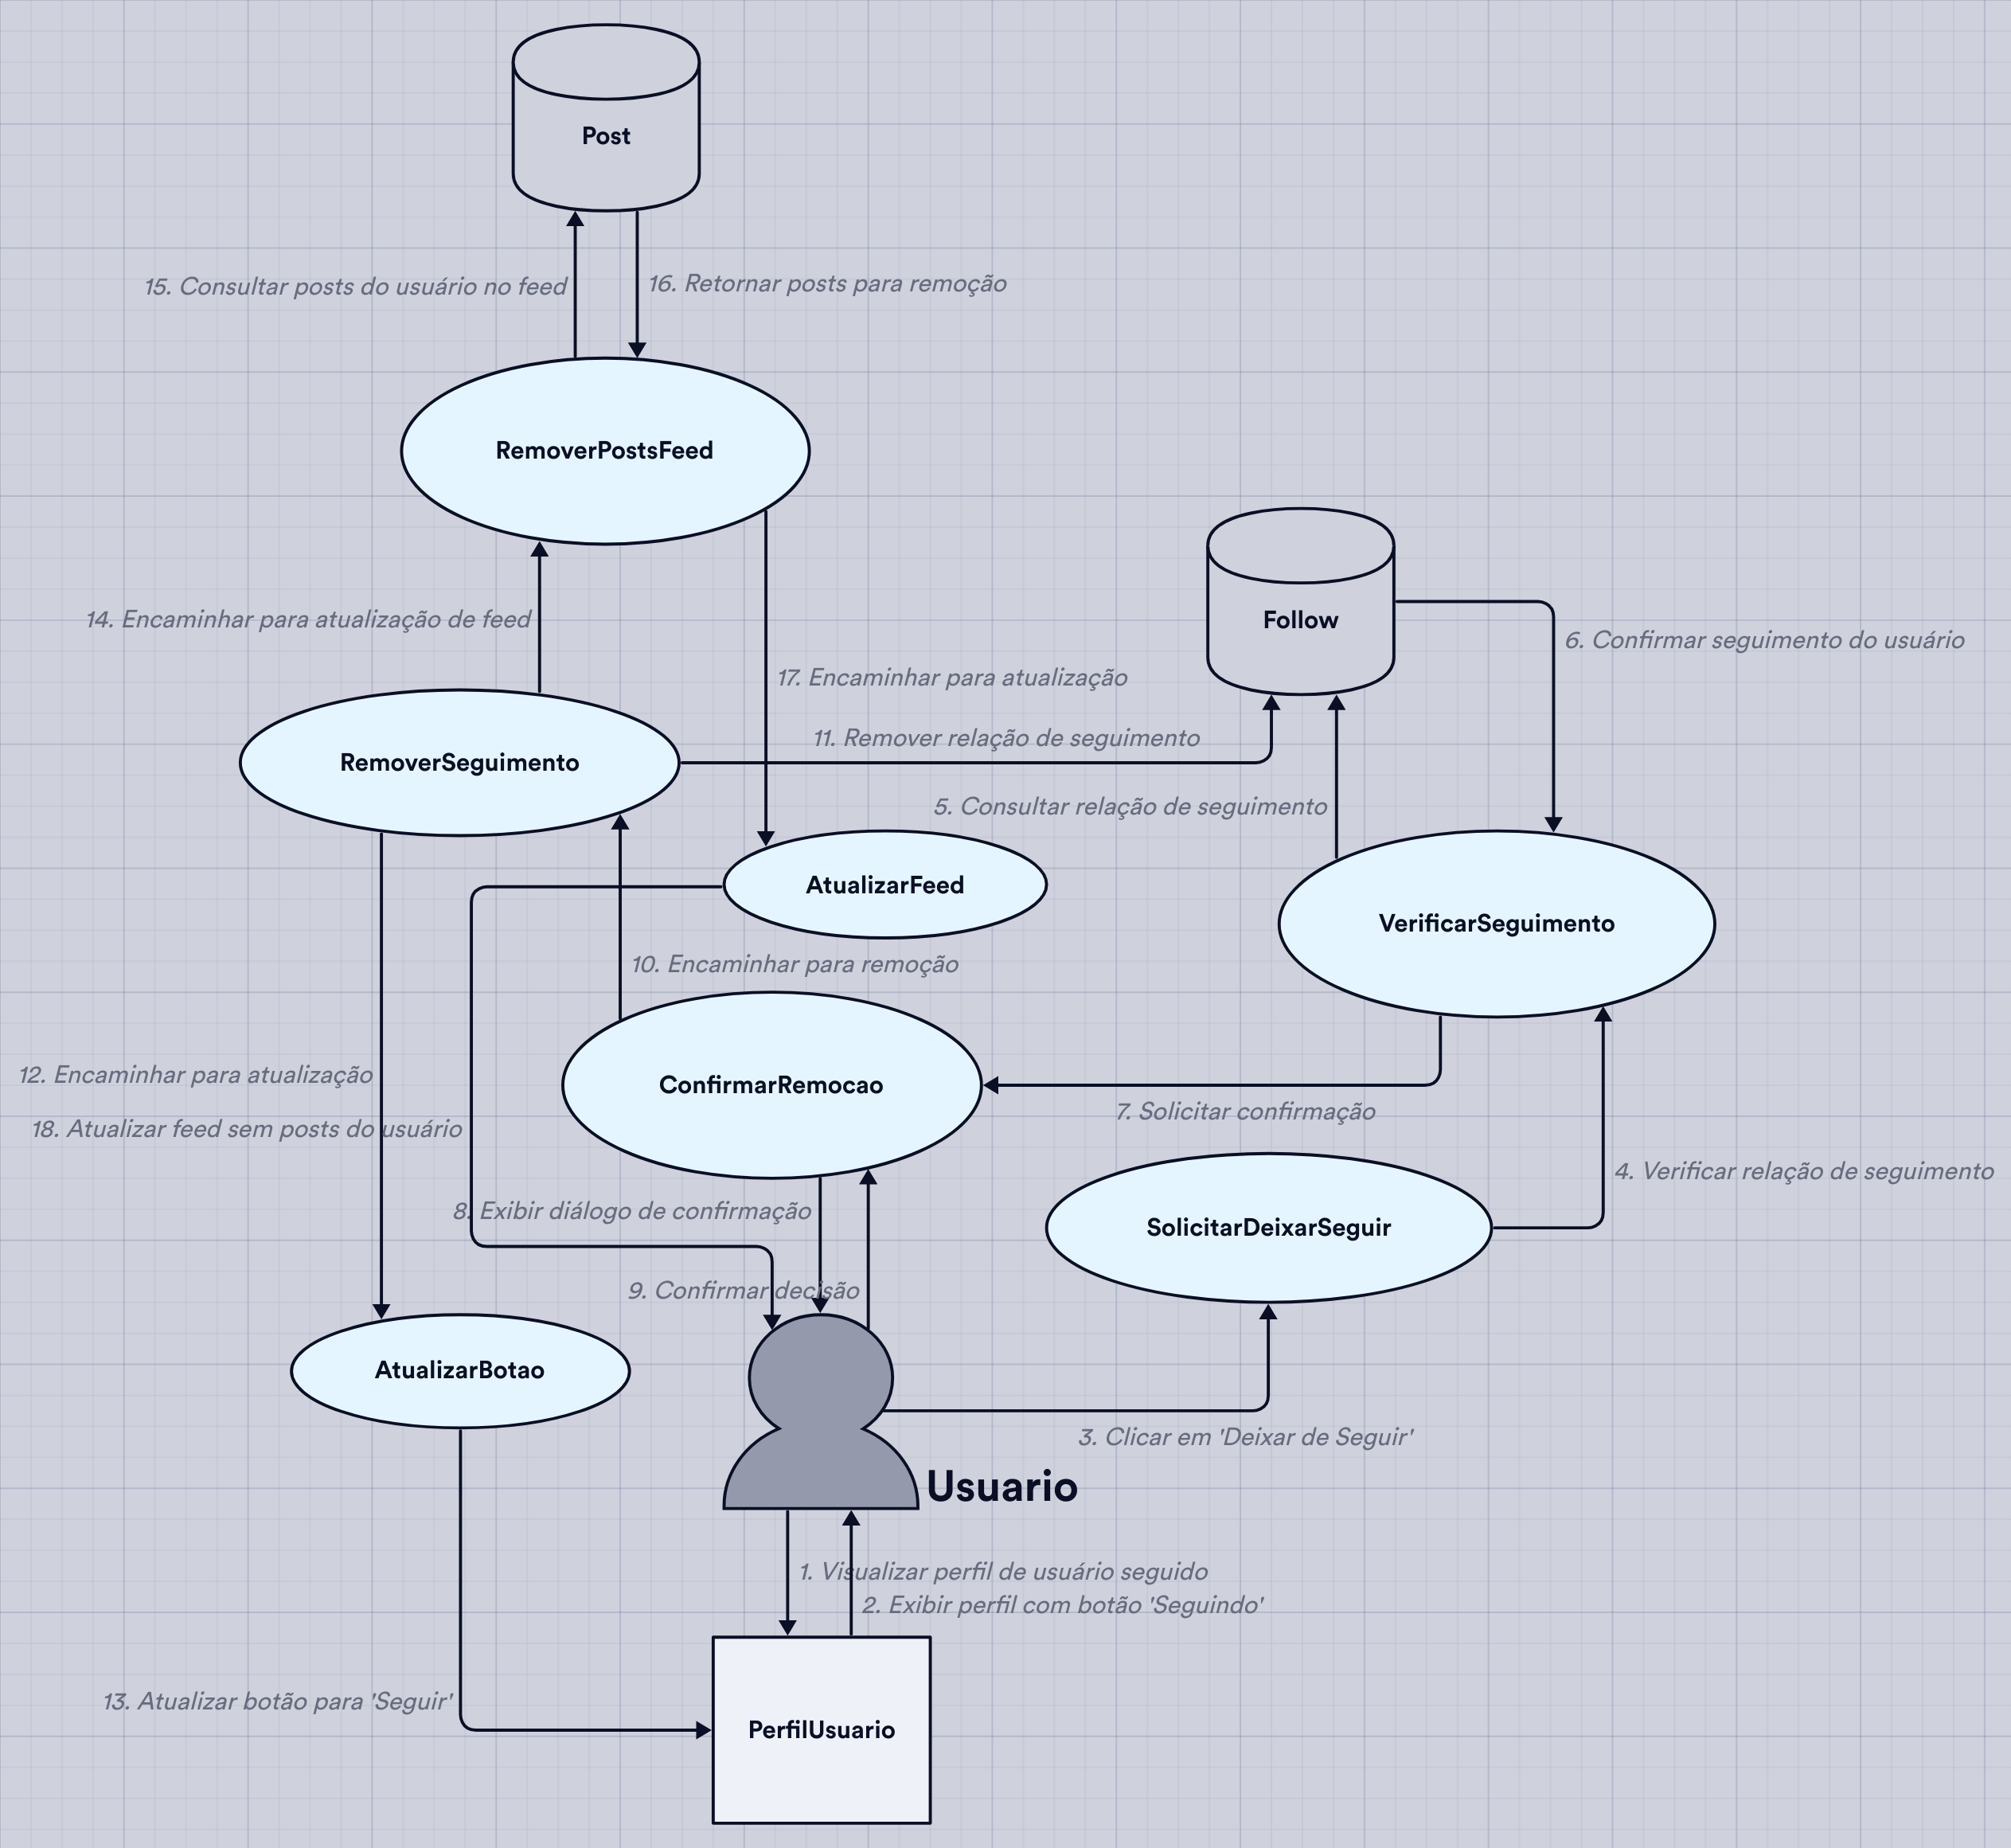 Post
15. Consultar posts do usuário no feed
16. Retornar posts para remoção
RemoverPostsFeed
Follow
14. Encaminhar para atualização de feed
6. Confirmar seguimento do usuário
17. Encaminhar para atualização
11. Remover relação de seguimento
RemoverSeguimento
5. Consultar relação de seguimento
AtualizarFeed
VerificarSeguimento
10. Encaminhar para remoção
12. Encaminhar para atualização
ConfirmarRemocao
7. Solicitar confirmação
18. Atualizar feed sem posts do usuário
4. Verificar relação de seguimento
8. Exibir diálogo de confirmação
SolicitarDeixarSeguir
9. Confirmar decisão
AtualizarBotao
3. Clicar em 'Deixar de Seguir'
Usuario
1. Visualizar perfil de usuário seguido
2. Exibir perfil com botão 'Seguindo'
13. Atualizar botão para 'Seguir'
PerfilUsuario